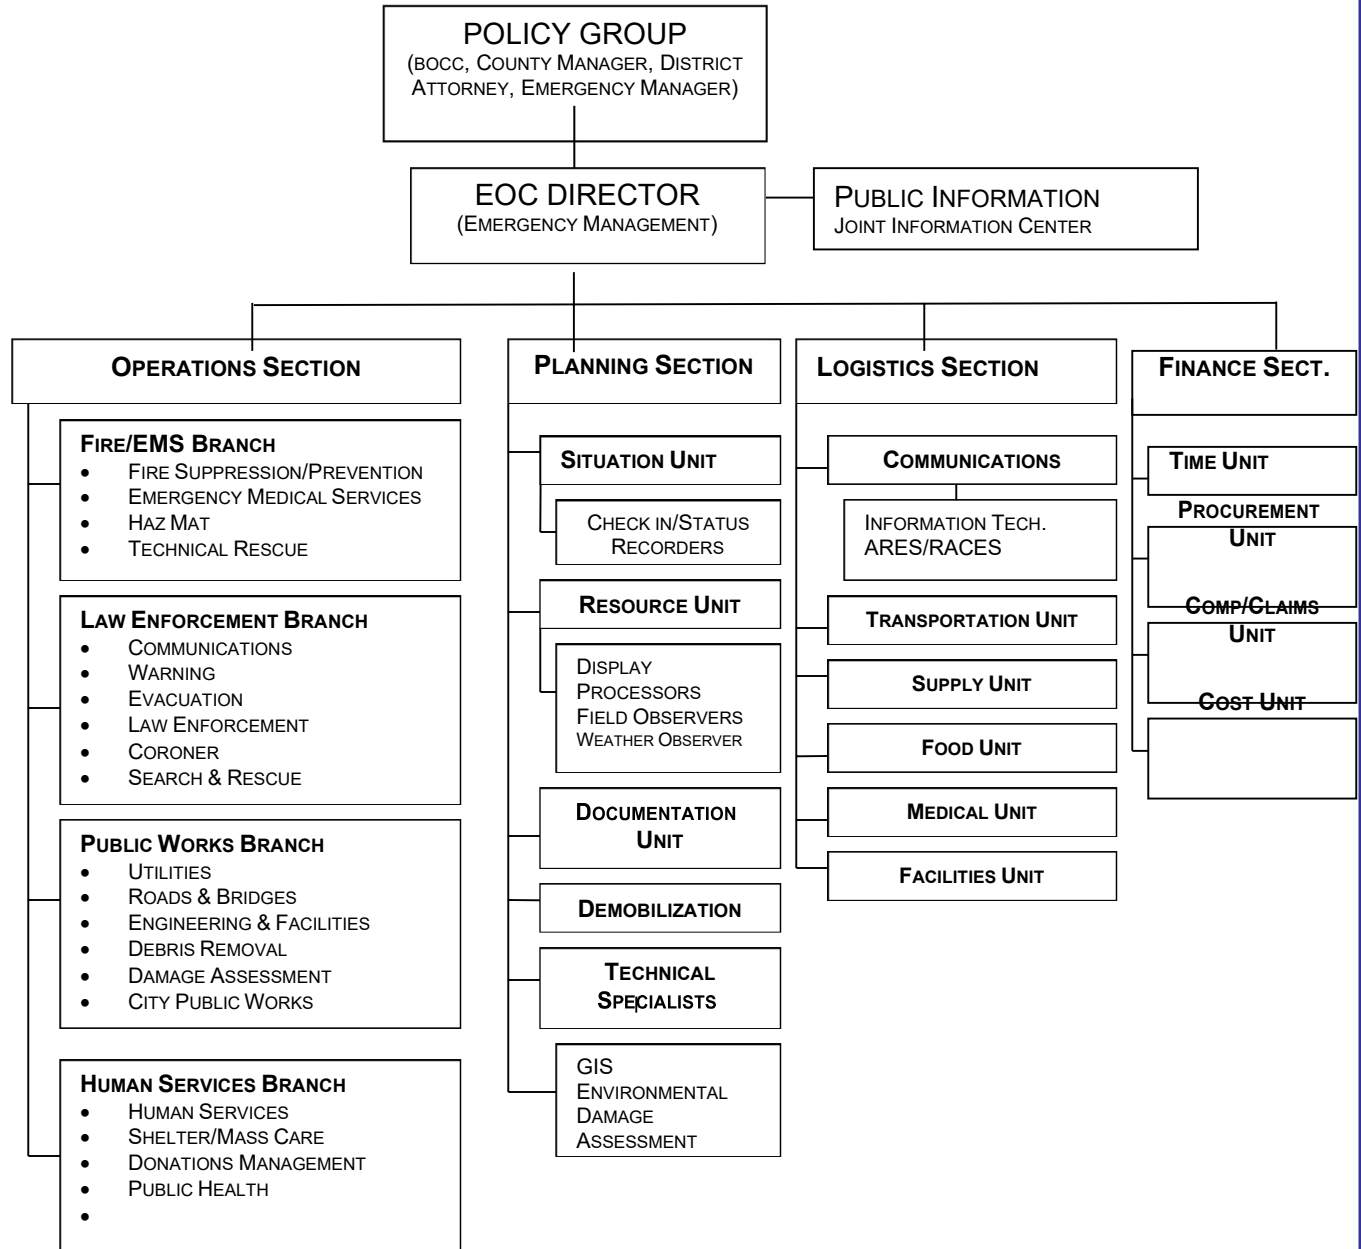 POLICY GROUP
(BOCC, COUNTY MANAGER, DISTRICT
ATTORNEY, EMERGENCY MANAGER)
EOC DIRECTOR
(EMERGENCY MANAGEMENT)
PUBLIC INFORMATION
JOINT INFORMATION CENTER
OPERATIONS SECTION
FIRE/EMS BRANCH
• FIRE SUPPRESSION/PREVENTION
• EMERGENCY MEDICAL SERVICES
• HAZ MAT
• TECHNICAL RESCUE
LAW ENFORCEMENT BRANCH
• COMMUNICATIONS
• WARNING
• EVACUATION
• LAW ENFORCEMENT
• CORONER
• SEARCH & RESCUE
PUBLIC WORKS BRANCH
• UTILITIES
• ROADS & BRIDGES
• ENGINEERING & FACILITIES
• DEBRIS REMOVAL
• DAMAGE ASSESSMENT
• CITY PUBLIC WORKS
HUMAN SERVICES BRANCH
• HUMAN SERVICES
• SHELTER/MASS CARE
• DONATIONS MANAGEMENT
• PUBLIC HEALTH
•
PLANNING SECTION
SITUATION UNIT
CHECK IN/STATUS
RECORDERS
RESOURCE UNIT
DISPLAY
PROCESSORS
FIELD OBSERVERS
WEATHER OBSERVER
DOCUMENTATION
UNIT
DEMOBILIZATION
TECHNICAL
SPECIALISTS
GIS
ENVIRONMENTAL
DAMAGE
ASSESSMENT
LOGISTICS SECTION
COMMUNICATIONS
INFORMATION TECH.
ARES/RACES
TRANSPORTATION UNIT
SUPPLY UNIT
FOOD UNIT
MEDICAL UNIT
FACILITIES UNIT
FINANCE SECT.
TIME UNIT
PROCUREMENT
UNIT
COMP/CLAIMS
UNIT
COST UNIT